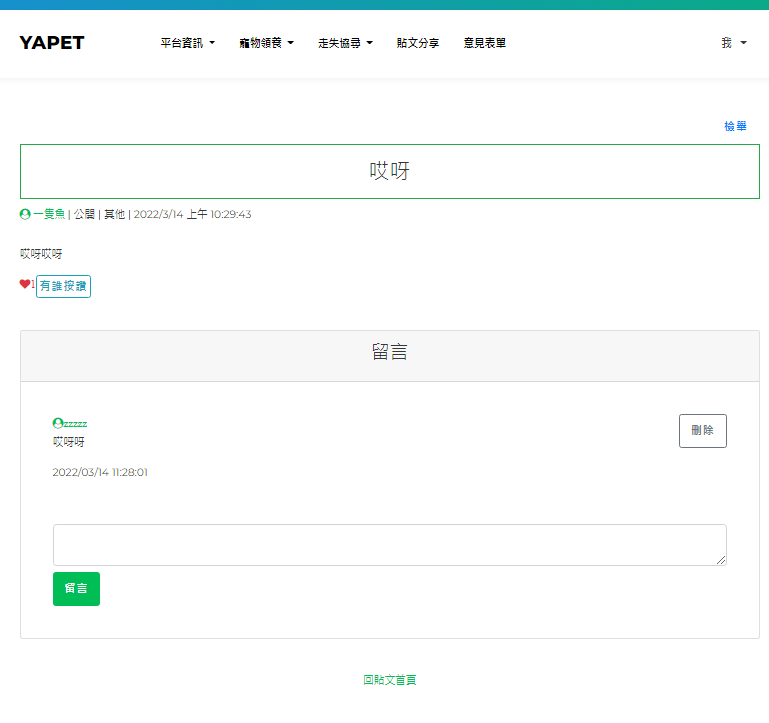 YAPET 平台資訊 寵物領養 走失協尋 貼文分享 意見表單 我
檢舉
哎呀
一隻魚 | 公開 | 其他 | 2022/3/14 上午 10:29:43
哎呀哎呀
1 有誰按讚
留言
zzzzz
刪除
哎呀呀
2022/03/14 11:28:01
留言
回貼文首頁